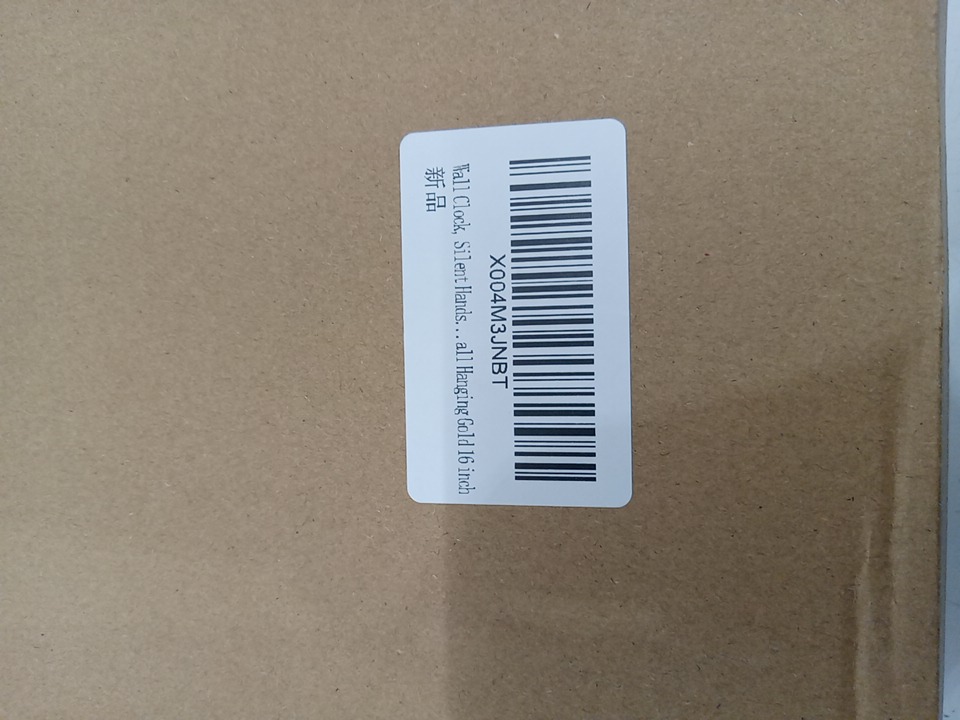 X004M3JNBT
Wall Clock, Silent Hands...all Hanging Gold 16 inch
新品